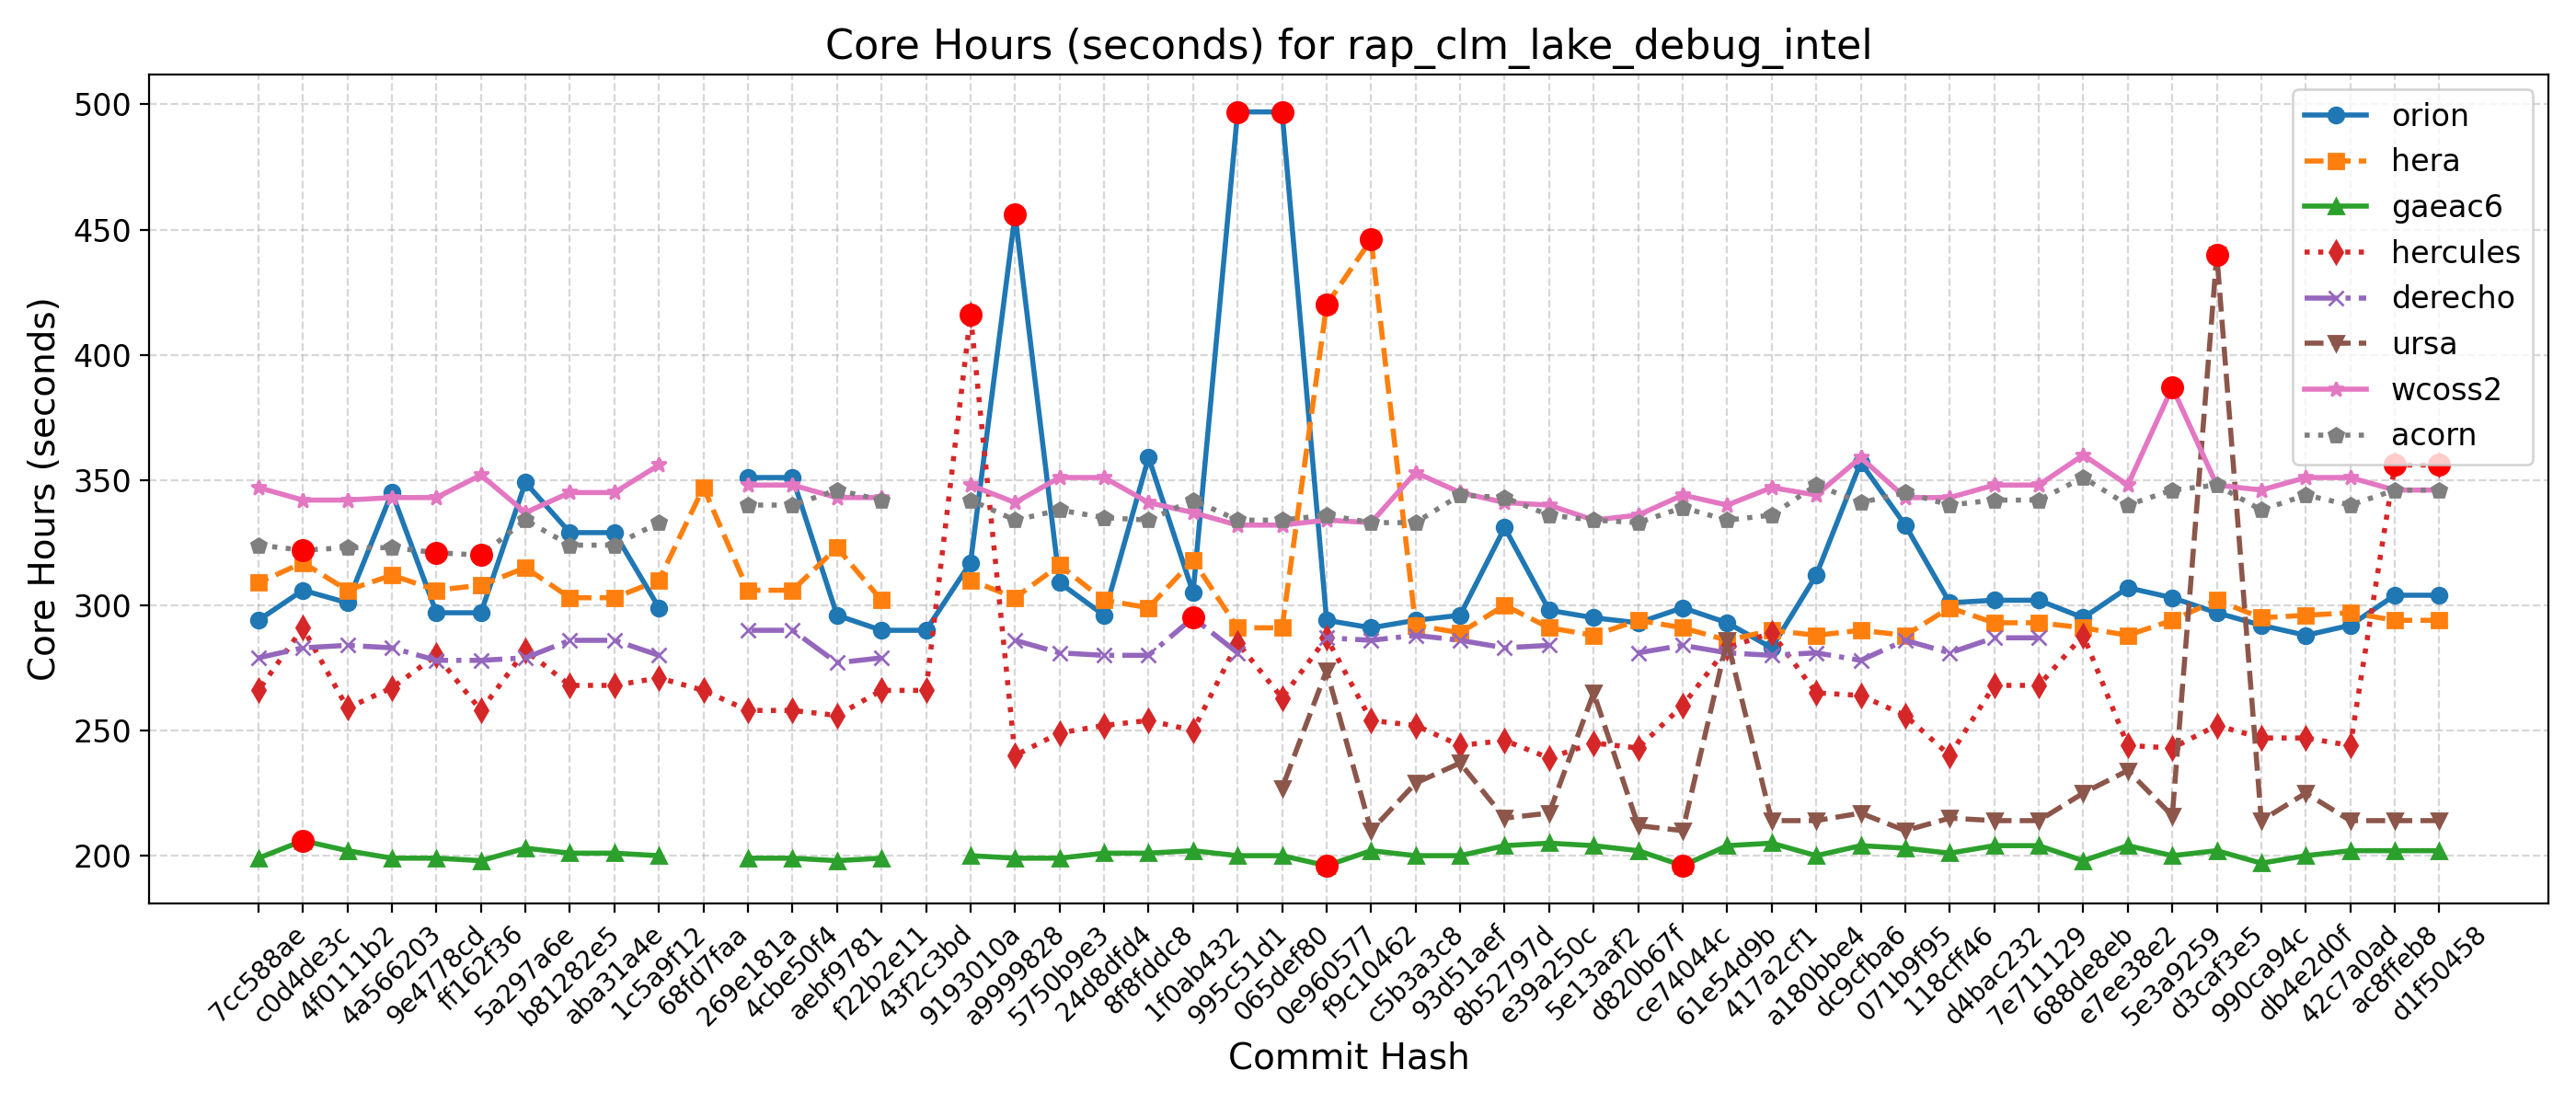 Core Hours (seconds) for rap_clm_lake_debug_intel
Core Hours (seconds)
500
450
400
350
300
250
200
orion
hera
gaeac6
hercules
derecho
ursa
wcoss2
acorn
7cc588ae
c0d4de3c
4f0111b2
4a566203
9e4778cd
ff162f36
5a297a6e
b81282e5
aba31a4e
1c5a9f12
68fd7faa
269e181a
4cbe50f4
aebf9781
f22b2e11
43f2c3bd
9193010a
a9999828
5750b9e3
24d8dfd4
8f8fddc8
1f0ab432
995c51d1
065def80
0e960577
f9c10462
c5b3a3c8
93d51aef
8b52797d
e39a250c
5e13aaf2
d820b67f
ce74044c
61e54d9b
417a2cf1
a180bbe4
dc9cfba6
071b9f95
118cff46
d4bac232
7e711129
688de8eb
e7ee38e2
5e3a9259
d3caf3e5
990ca94c
db4e2d0f
42c7a0ad
ac8ffeb8
d1f50458
Commit Hash